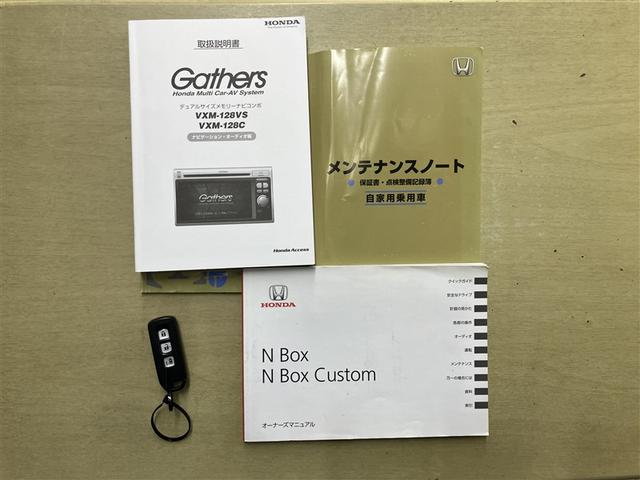 HONDA
取扱説明書
Gathers
Honda Multi Car-AV System
デュアルサイズメモリーナビコンポ
VXM-128VS
VXM-128C
ナビゲーション・オーディオ編
Gathers
Honda Access
メンテナンスノート
保証書・点検整備記録簿
自家用乗用車
HONDA
N Box
N Box Custom
オーナーズマニュアル
クイックガイド
安全なドライブ
計器の見かた
各部の操作
オーディオ
運転
メンテナンス
万一の場合には
資料
索引